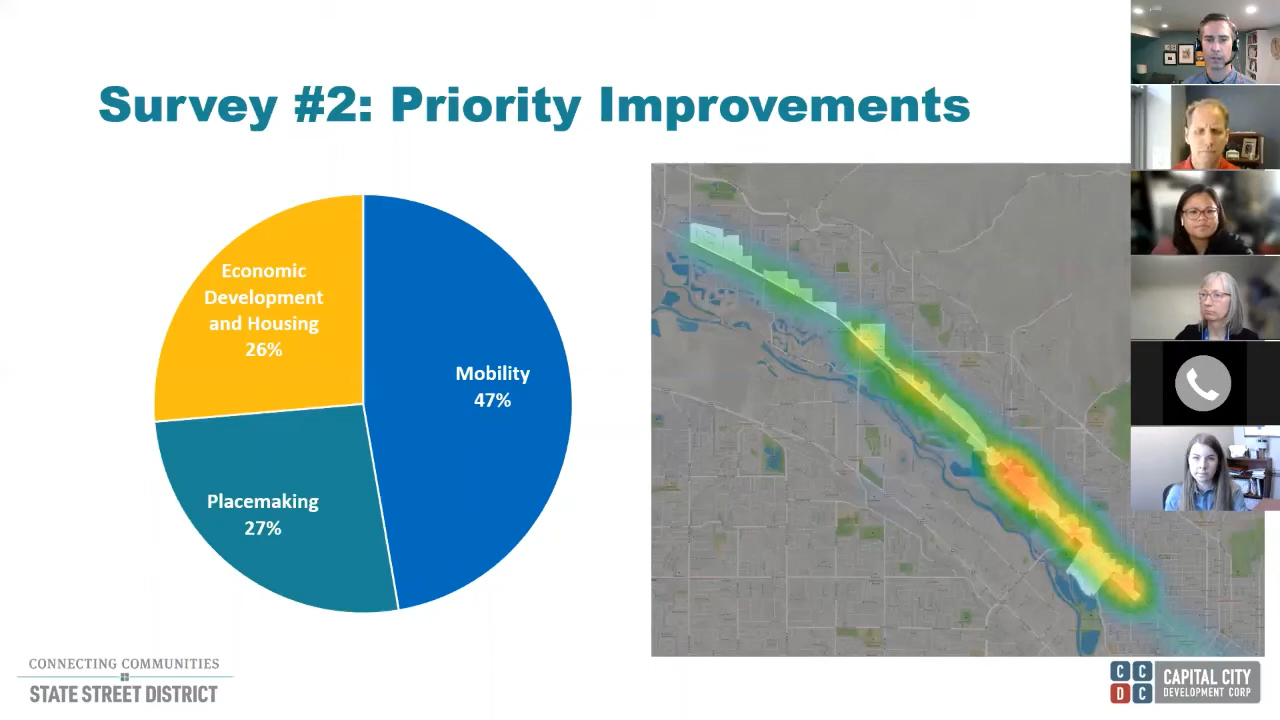 Survey #2: Priority Improvements
Economic
Development
and Housing
26%
Mobility
47%
Placemaking
27%
CONNECTING COMMUNITIES
STATE STREET DISTRICT
C C
D C
CAPITAL CITY
DEVELOPMENT CORP